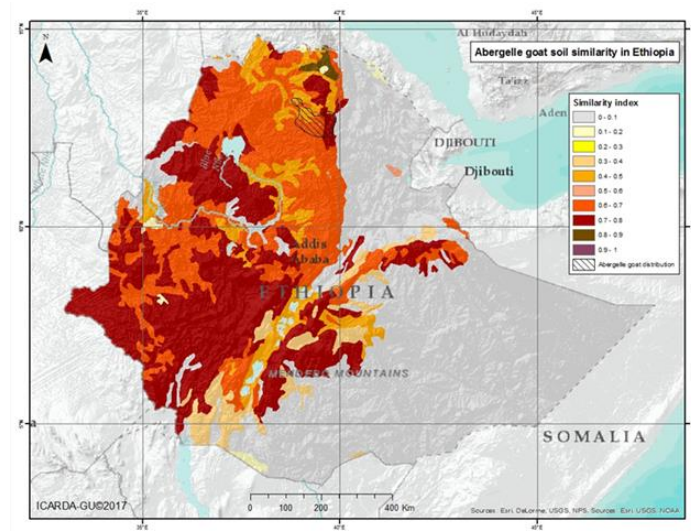 Abergelle goat soil similarity in Ethiopia
N
Al Hudaydah
Ta'izz
Aden
DJIBOUTI
Djibouti
Similarity index
0 - 0.1
0.1 - 0.2
0.2 - 0.3
0.3 - 0.4
0.4 - 0.5
0.5 - 0.6
0.6 - 0.7
0.7 - 0.8
0.8 - 0.9
0.9 - 1
Abergelle goat distribution
Addis
Ababa
ETHIOPIA
MOUNTAINS
SOMALIA
ICARDA-GU©2017
0
100
200
400 Km
Sources: Esri, DeLorme, USGS, NPS, Sources: Esri, USGS, NOAA